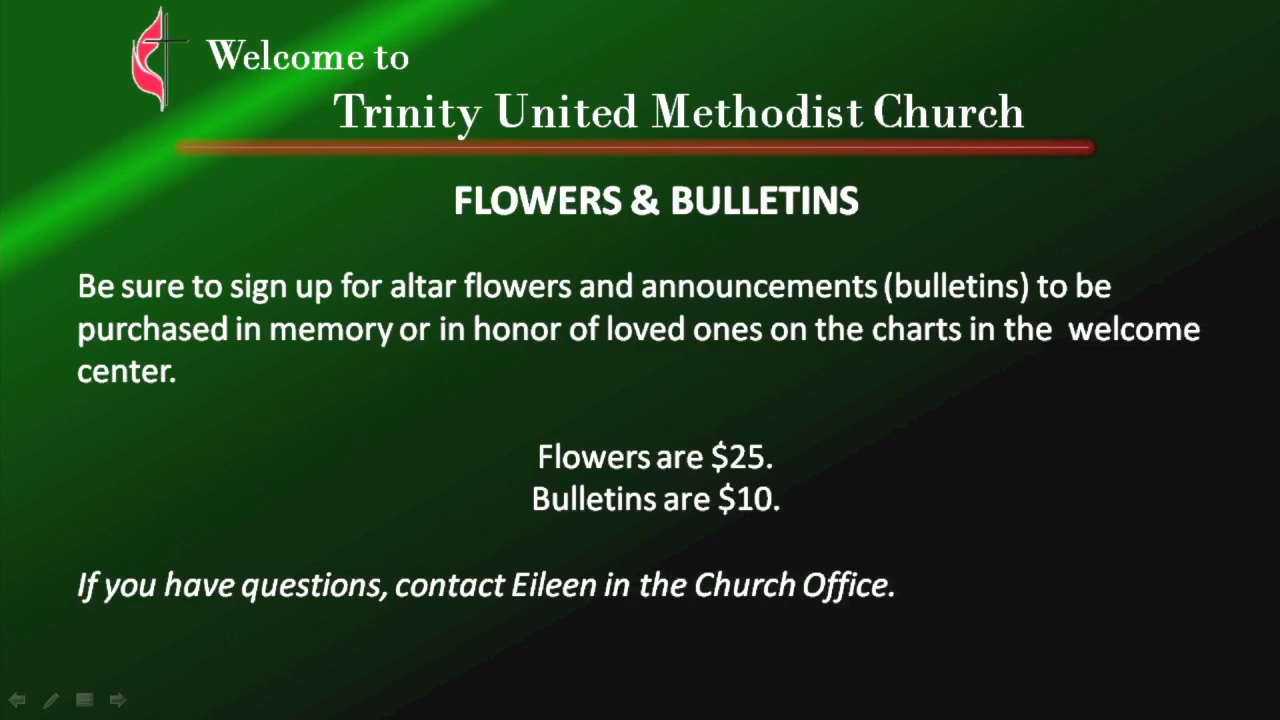 Welcome to
Trinity United Methodist Church
FLOWERS & BULLETINS
Be sure to sign up for altar flowers and announcements (bulletins) to be
purchased in memory or in honor of loved ones on the charts in the  welcome
center.
Flowers are $25.
Bulletins are $10.
If you have questions, contact Eileen in the Church Office.